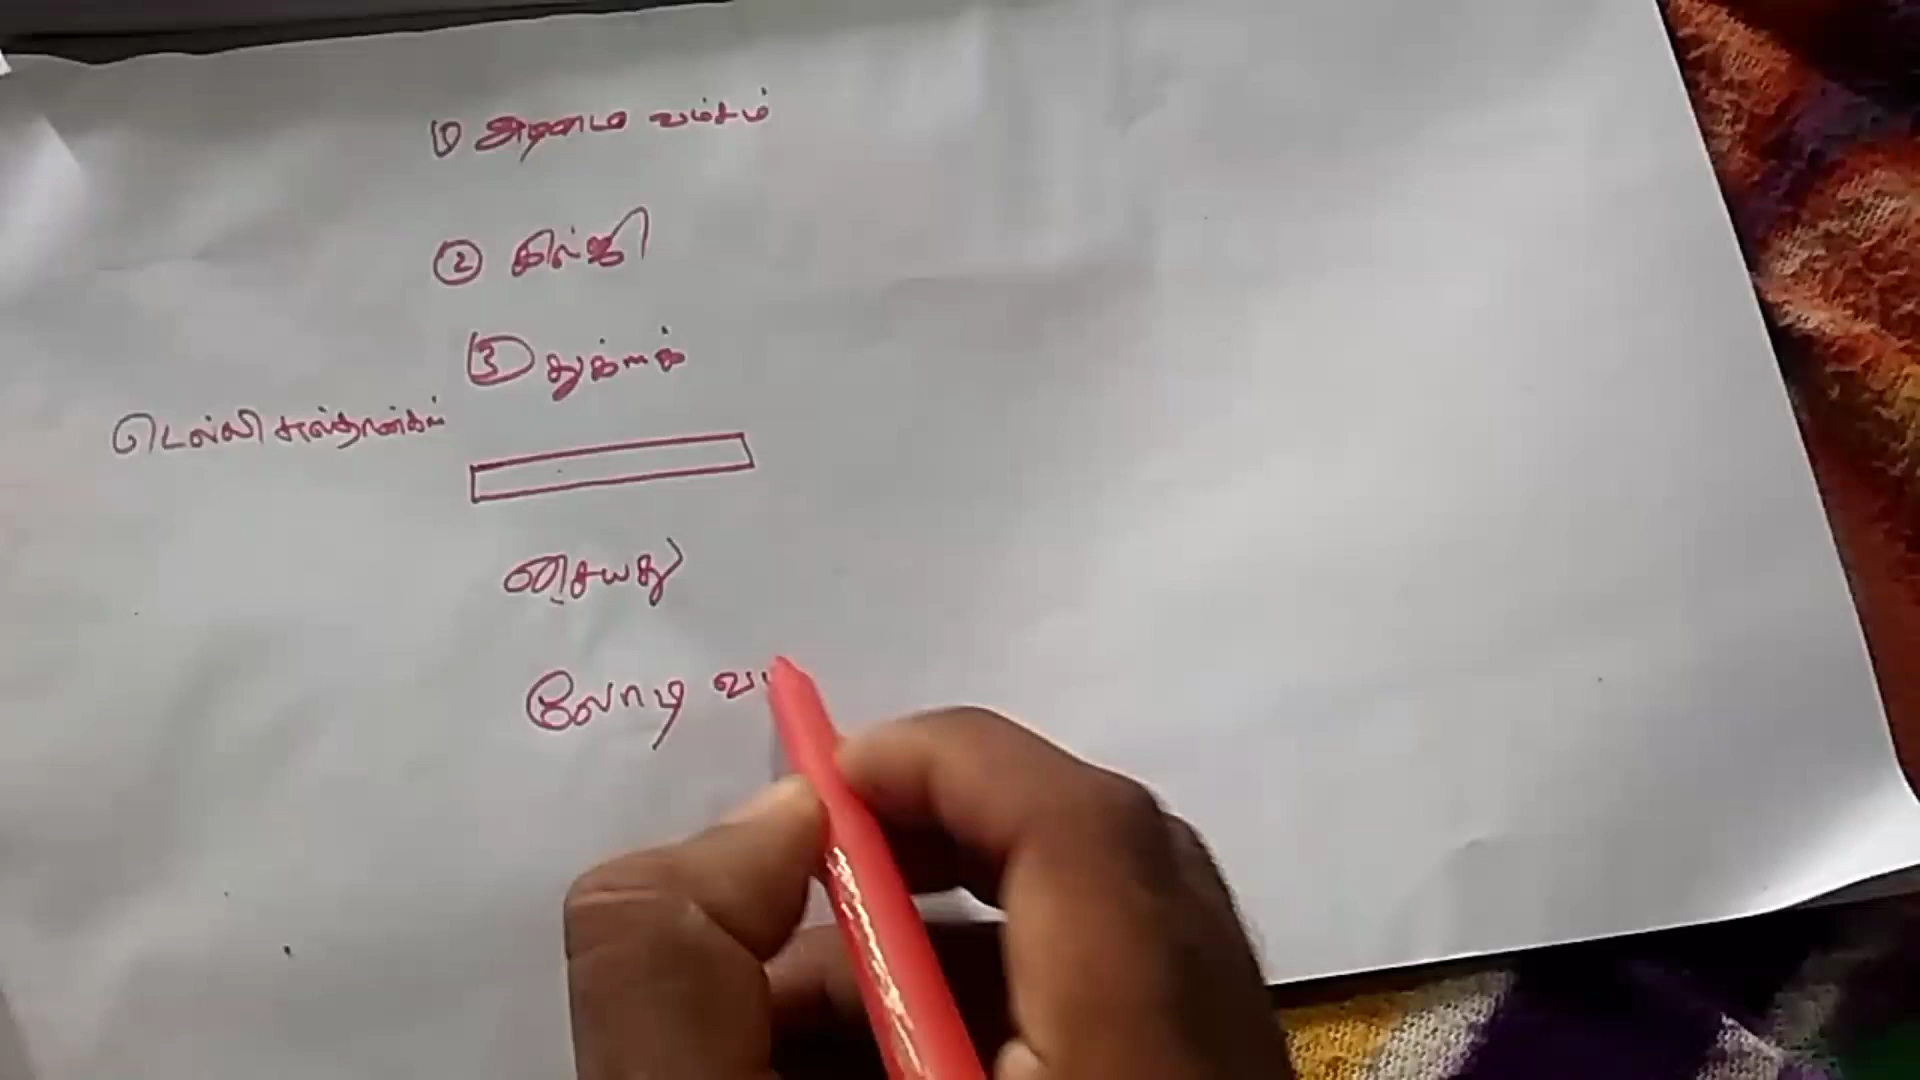 1) அடிமை வம்சம்
2 கில்ஜி
3 துக்ளக்
டெல்லி சுல்தான்கள்
சையது
லோடி